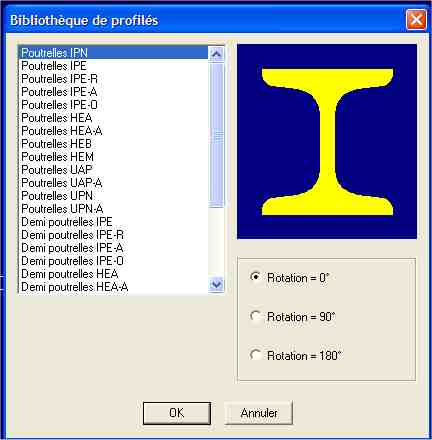 Bibliothèque de profilés
Poutrelles IPN
Poutrelles IPE
Poutrelles IPE-R
Poutrelles IPE-A
Poutrelles IPE-O
Poutrelles HEA
Poutrelles HEA-A
Poutrelles HEB
Poutrelles HEM
Poutrelles UAP
Poutrelles UAP-A
Poutrelles UPN
Poutrelles UPN-A
Demi poutrelles IPE
Demi poutrelles IPE-R
Demi poutrelles IPE-A
Demi poutrelles IPE-O
Demi poutrelles HEA
Demi poutrelles HEA-A
Rotation = 0°
Rotation = 90°
Rotation = 180°
OK
Annuler